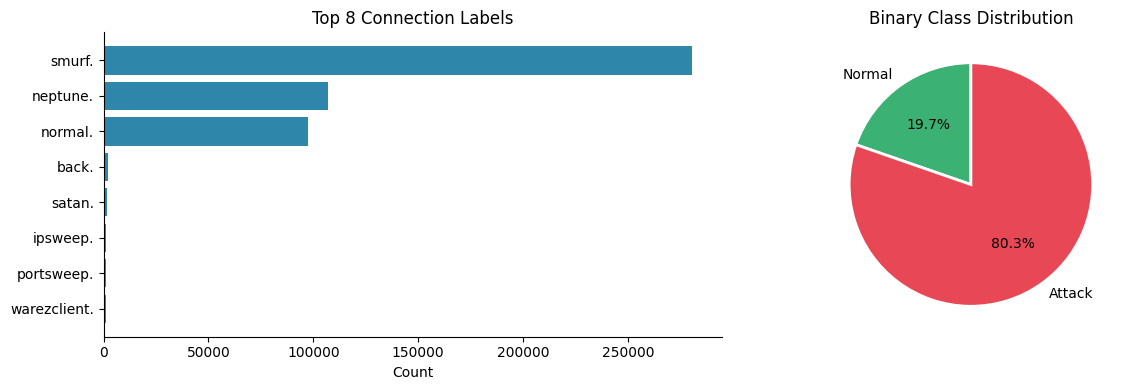 Top 8 Connection Labels
smurf.
neptune.
normal.
back.
satan.
ipsweep.
portsweep.
warezclient.
0 50000 100000 150000 200000 250000
Count
Binary Class Distribution
Normal
19.7%
80.3%
Attack